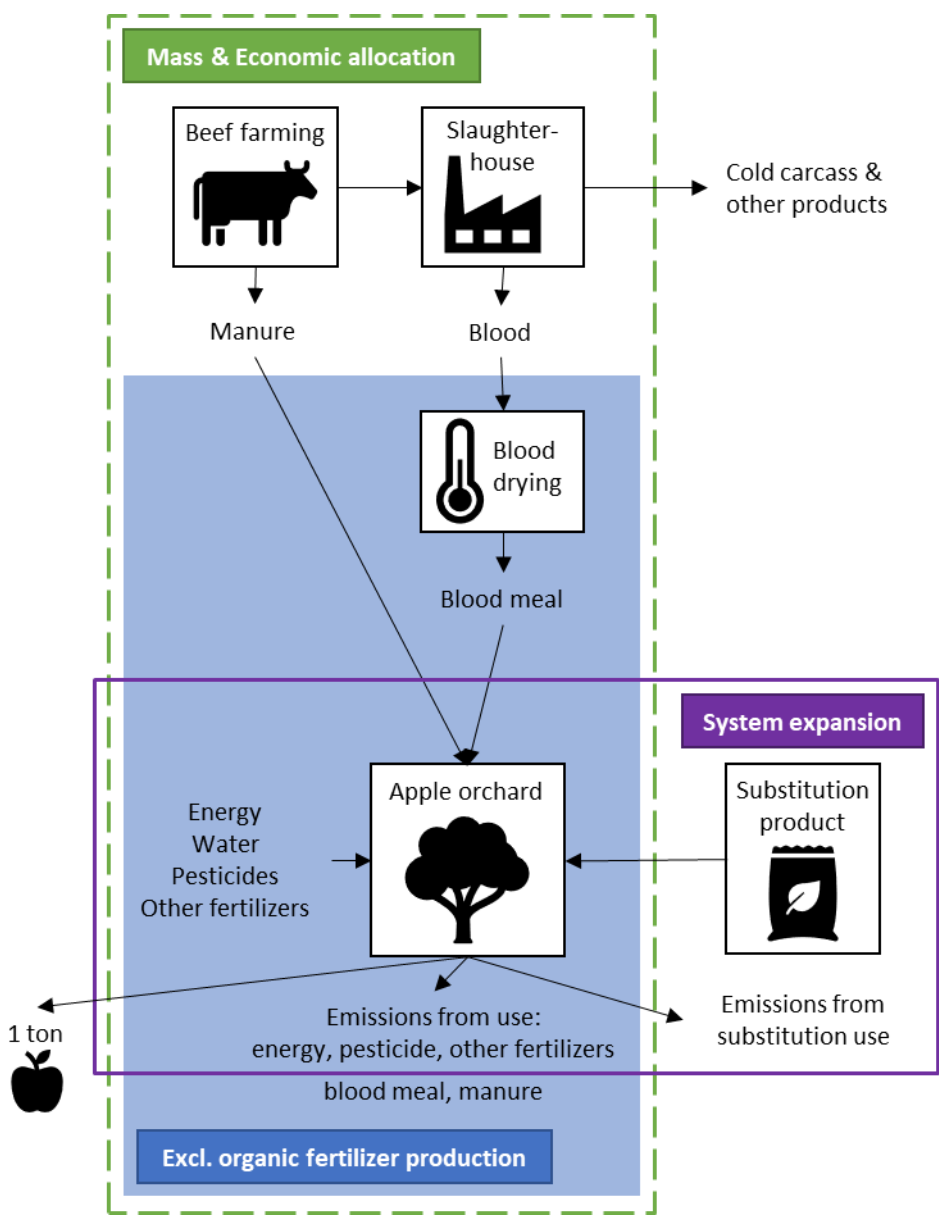 Mass & Economic allocation
Beef farming
Slaughter-
house
Cold carcass &
other products
Manure
Blood
Blood
drying
Blood meal
System expansion
Apple orchard
Substitution
product
Energy
Water
Pesticides
Other fertilizers
1 ton
Emissions from use:
energy, pesticide, other fertilizers
blood meal, manure
Emissions from
substitution use
Excl. organic fertilizer production